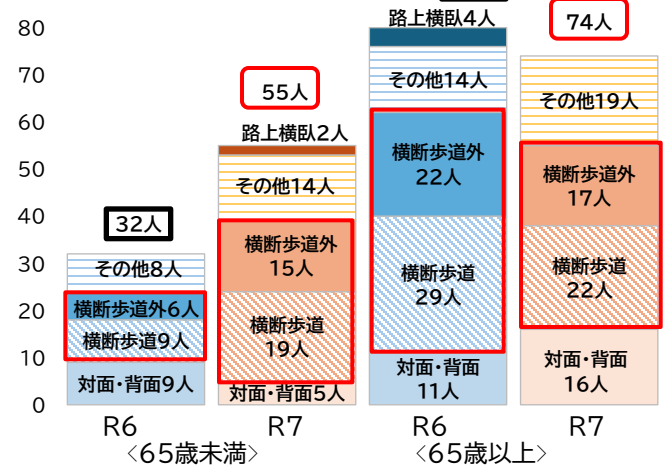 80
70
60
50
40
30
20
10
0
32人
その他8人
横断歩道外6人
横断歩道9人
対面・背面9人
55人
路上横臥2人
その他14人
横断歩道外
15人
横断歩道
19人
対面・背面5人
路上横臥4人
その他14人
横断歩道外
22人
横断歩道
29人
対面・背面
11人
74人
その他19人
横断歩道外
17人
横断歩道
22人
対面・背面
16人
R6
R7
R6
R7
<65歳未満>
<65歳以上>